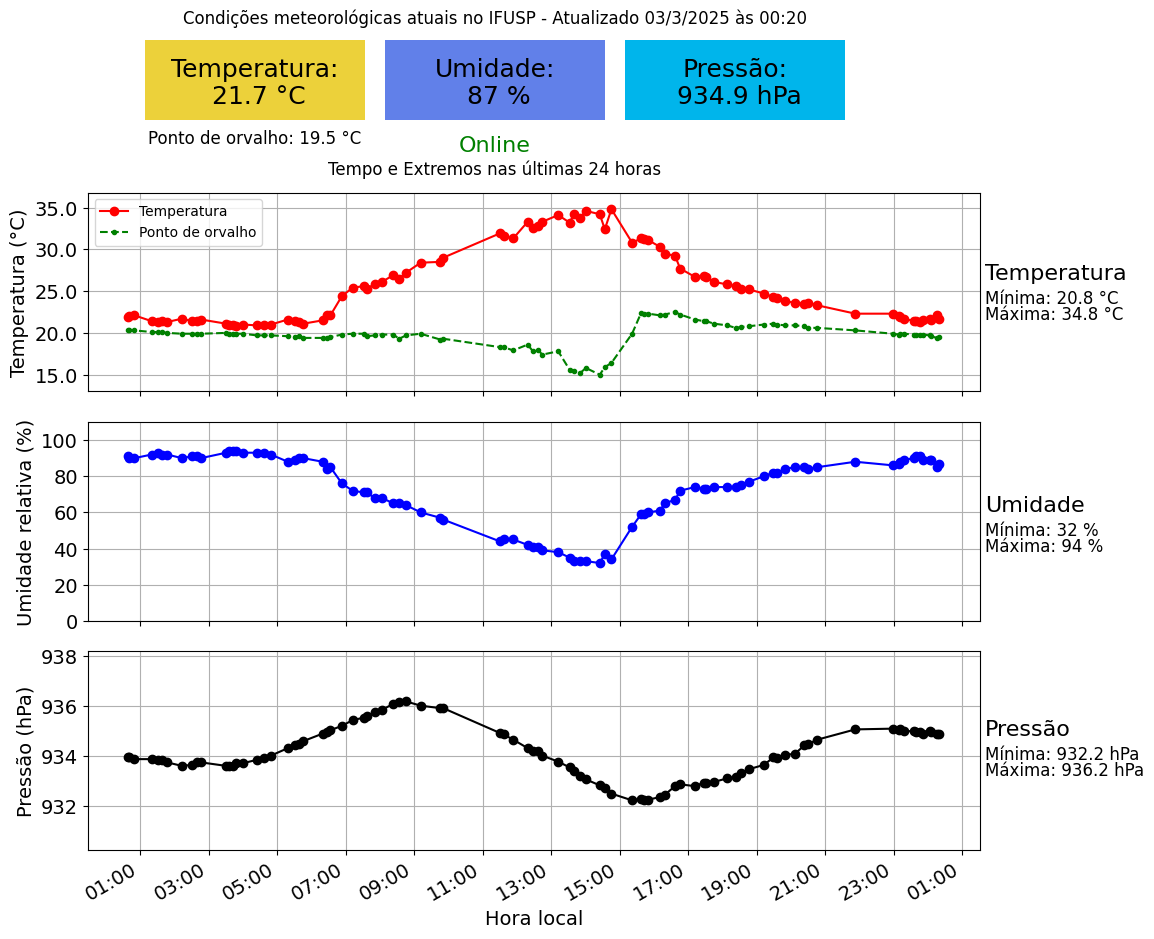 Condições meteorológicas atuais no IFUSP - Atualizado 03/3/2025 às 00:20
Temperatura:
21.7 °C
Umidade:
87 %
Pressão:
934.9 hPa
Ponto de orvalho: 19.5 °C
Online
Tempo e Extremos nas últimas 24 horas
Temperatura (°C)
35.0
30.0
25.0
20.0
15.0
Temperatura
Ponto de orvalho
Temperatura
Mínima: 20.8 °C
Máxima: 34.8 °C
Umidade relativa (%)
100
80
60
40
20
0
Umidade
Mínima: 32 %
Máxima: 94 %
Pressão (hPa)
938
936
934
932
Pressão
Mínima: 932.2 hPa
Máxima: 936.2 hPa
01:00 03:00 05:00 07:00 09:00 11:00 13:00 15:00 17:00 19:00 21:00 23:00 01:00
Hora local